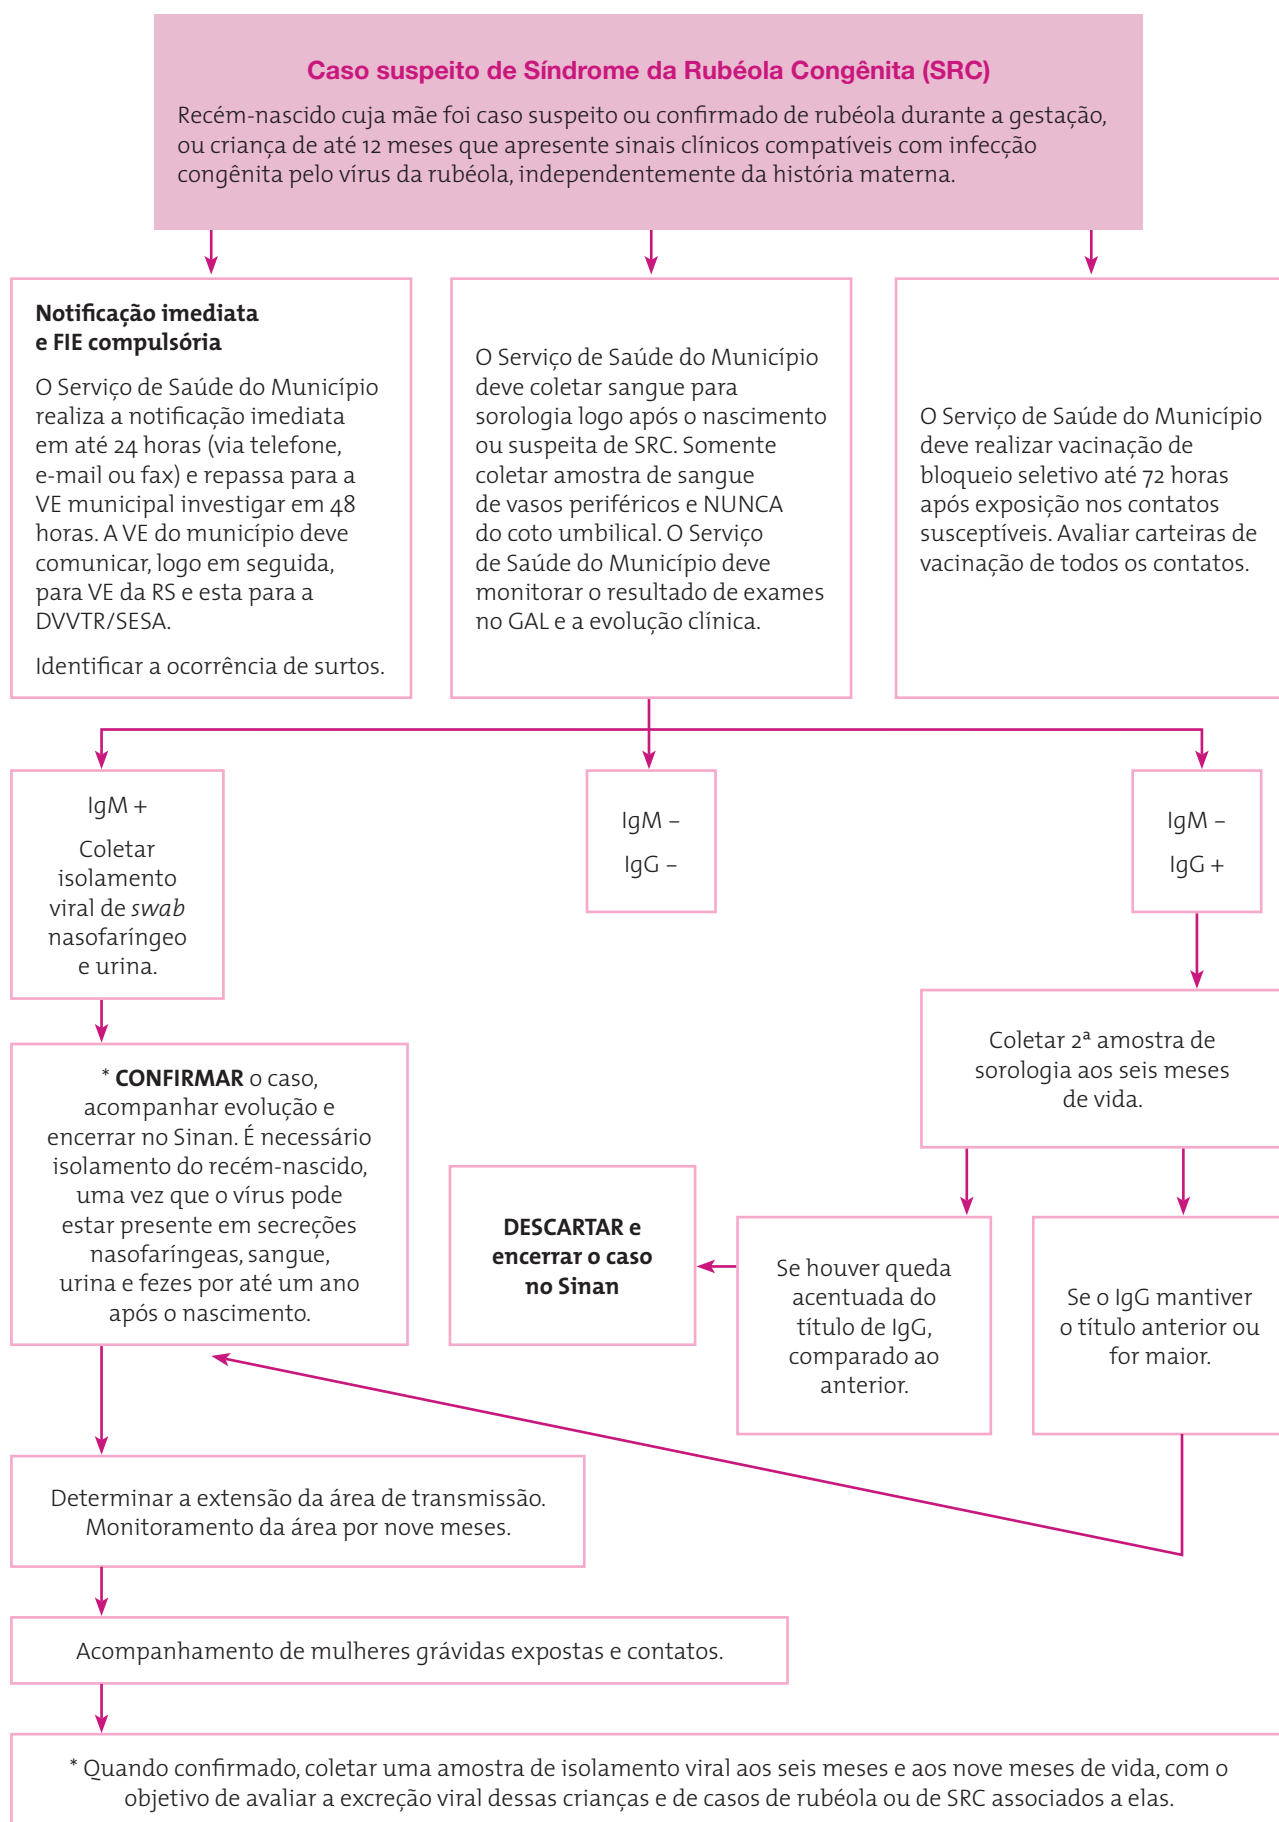 Caso suspeito de Síndrome da Rubéola Congênita (SRC)
Recém-nascido cuja mãe foi caso suspeito ou confirmado de rubéola durante a gestação,
ou criança de até 12 meses que apresente sinais clínicos compatíveis com infecção
congênita pelo vírus da rubéola, independentemente da história materna.
Notificação imediata
e FIE compulsória
O Serviço de Saúde do Município
realiza a notificação imediata
em até 24 horas (via telefone,
e-mail ou fax) e repassa para a
VE municipal investigar em 48
horas. A VE do município deve
comunicar, logo em seguida,
para VE da RS e esta para a
DVVTR/SESA.
Identificar a ocorrência de surtos.
O Serviço de Saúde do Município
deve coletar sangue para
sorologia logo após o nascimento
ou suspeita de SRC. Somente
coletar amostra de sangue
de vasos periféricos e NUNCA
do coto umbilical. O Serviço
de Saúde do Município deve
monitorar o resultado de exames
no GAL e a evolução clínica.
O Serviço de Saúde do Município
deve realizar vacinação de
bloqueio seletivo até 72 horas
após exposição nos contatos
susceptíveis. Avaliar carteiras de
vacinação de todos os contatos.
IgM +
Coletar
isolamento
viral de swab
nasofaríngeo
e urina.
IgM –
IgG –
IgM –
IgG +
Coletar 2ª amostra de
sorologia aos seis meses
de vida.
* CONFIRMAR o caso,
acompanhar evolução e
encerrar no Sinan. É necessário
isolamento do recém-nascido,
uma vez que o vírus pode
estar presente em secreções
nasofaríngeas, sangue,
urina e fezes por até um ano
após o nascimento.
DESCARTAR e
encerrar o caso
no Sinan
Se houver queda
acentuada do
título de IgG,
comparado ao
anterior.
Se o IgG mantiver
o título anterior ou
for maior.
Determinar a extensão da área de transmissão.
Monitoramento da área por nove meses.
Acompanhamento de mulheres grávidas expostas e contatos.
* Quando confirmado, coletar uma amostra de isolamento viral aos seis meses e aos nove meses de vida, com o
objetivo de avaliar a excreção viral dessas crianças e de casos de rubéola ou de SRC associados a elas.